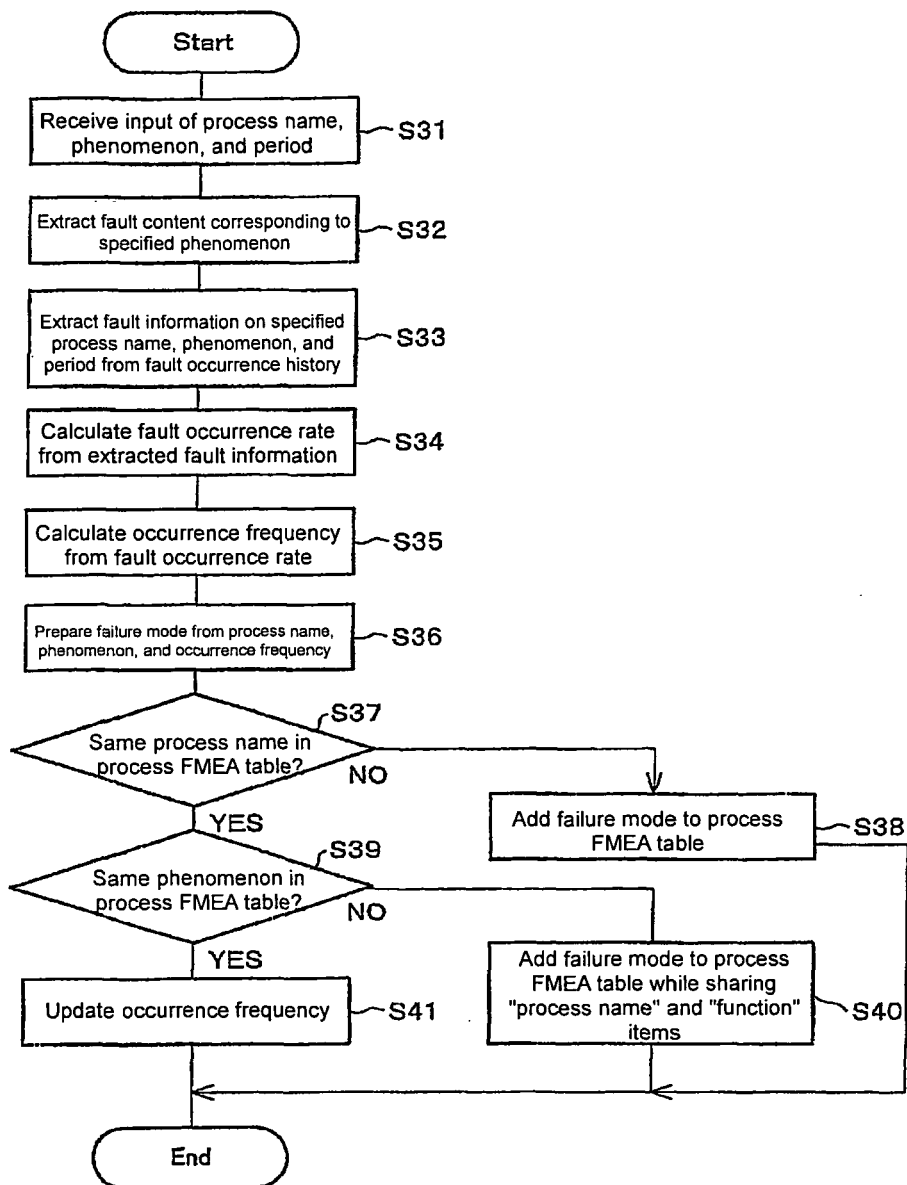 Start
Receive input of process name,
phenomenon, and period
S31
Extract fault content corresponding to
specified phenomenon
S32
Extract fault information on specified
process name, phenomenon, and
period from fault occurrence history
S33
Calculate fault occurrence rate
from extracted fault information
S34
Calculate occurrence frequency
from fault occurrence rate
S35
Prepare failure mode from process name,
phenomenon, and occurrence frequency
S36
S37
Same process name in
process FMEA table?
NO
YES
Add failure mode to process
FMEA table
S38
S39
Same phenomenon in
process FMEA table?
NO
YES
Add failure mode to process
FMEA table while sharing
"process name" and "function"
items
S40
Update occurrence frequency
S41
End